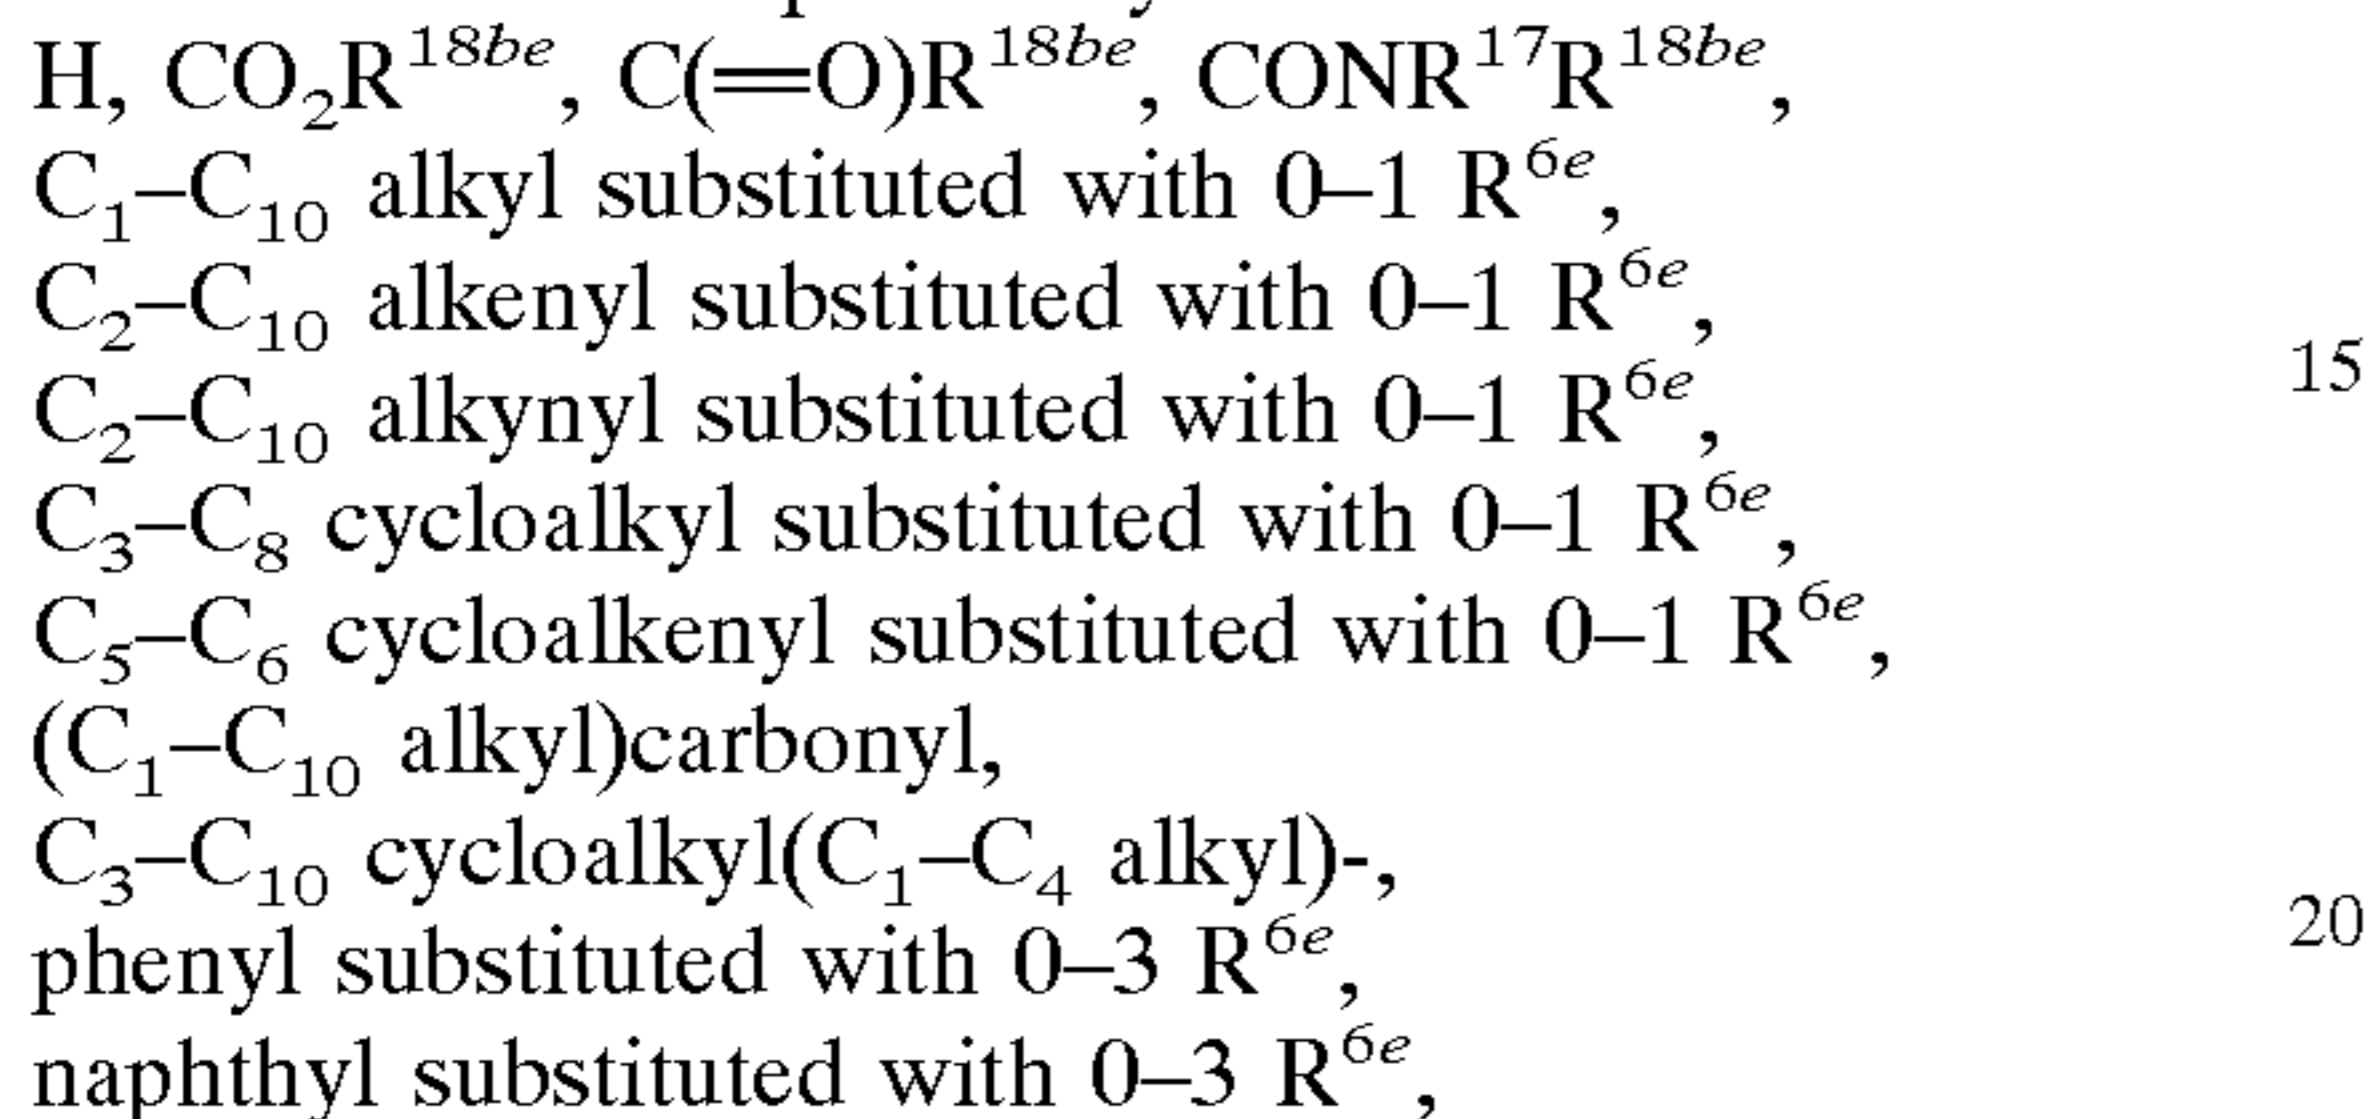 H, CO₂R¹⁸ᵇᵉ, C(=O)R¹⁸ᵇᵉ, CONR¹⁷R¹⁸ᵇᵉ,
C₁–C₁₀ alkyl substituted with 0–1 R⁶ᵉ,
C₂–C₁₀ alkenyl substituted with 0–1 R⁶ᵉ,
C₂–C₁₀ alkynyl substituted with 0–1 R⁶ᵉ, 15
C₃–C₈ cycloalkyl substituted with 0–1 R⁶ᵉ,
C₅–C₆ cycloalkenyl substituted with 0–1 R⁶ᵉ,
(C₁–C₁₀ alkyl)carbonyl,
C₃–C₁₀ cycloalkyl(C₁–C₄ alkyl)-,
phenyl substituted with 0–3 R⁶ᵉ, 20
naphthyl substituted with 0–3 R⁶ᵉ,